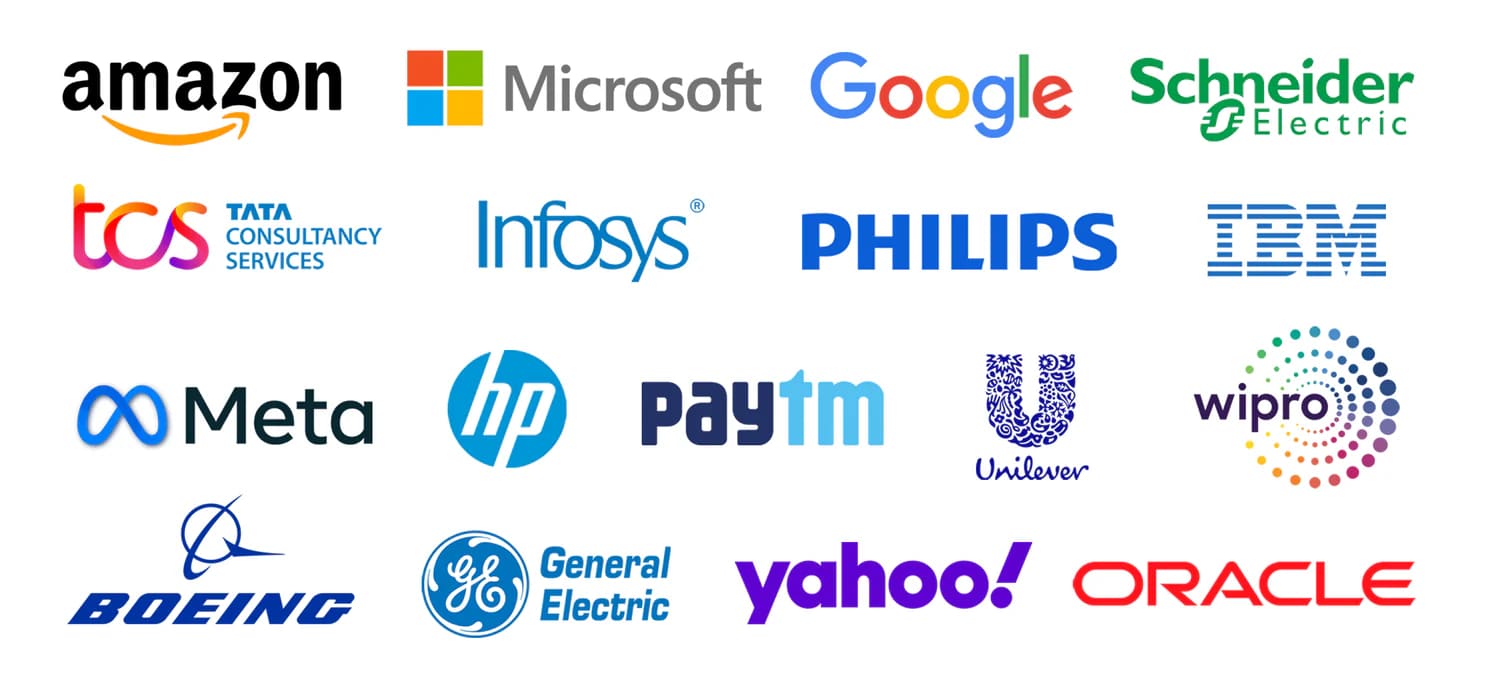 amazon
Microsoft
Google
Schneider
Electric
tcs
TATA
CONSULTANCY
SERVICES
Infosys®
PHILIPS
IBM
Meta
hp
paytm
U
Unilever
wipro
BOEING
GE
General
Electric
yahoo!
ORACLE